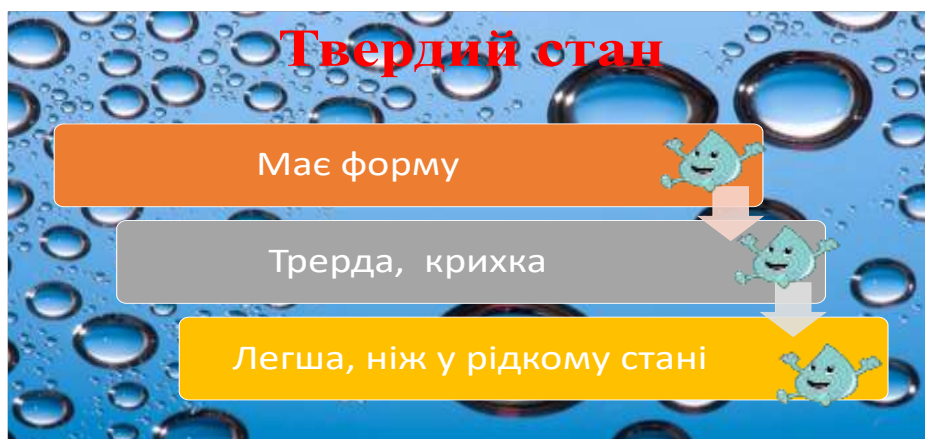 Твердий стан
Має форму
Трерда, крихка
Легша, ніж у рідкому стані